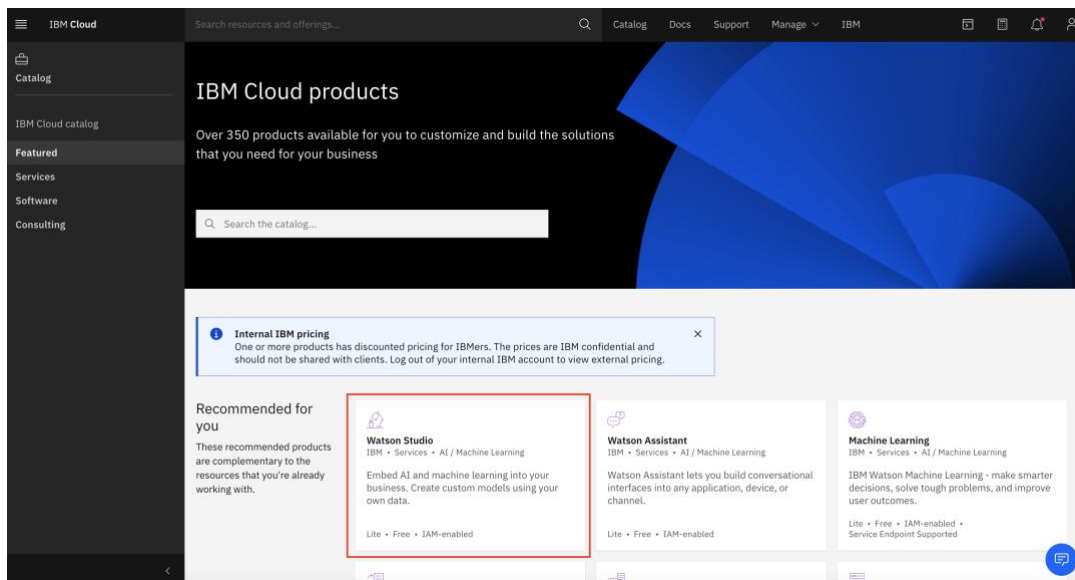 IBM Cloud
Search resources and offerings...
Catalog
Docs
Support
Manage
IBM
Catalog
IBM Cloud catalog
Featured
Services
Software
Consulting
IBM Cloud products
Over 350 products available for you to customize and build the solutions
that you need for your business
Search the catalog...
Internal IBM pricing
One or more products has discounted pricing for IBMers. The prices are IBM confidential and
should not be shared with clients. Log out of your internal IBM account to view external pricing.
Recommended for
you
These recommended products
are complementary to the
resources that you're already
working with.
Watson Studio
IBM • Services • AI / Machine Learning
Embed AI and machine learning into your
business. Create custom models using your
own data.
Lite • Free • IAM-enabled
Watson Assistant
IBM • Services • AI / Machine Learning
Watson Assistant lets you build conversational
interfaces into any application, device, or
channel.
Lite • Free • IAM-enabled
Machine Learning
IBM • Services • AI / Machine Learning
IBM Watson Machine Learning - make smarter
decisions, solve tough problems, and improve
user outcomes.
Lite • Free • IAM-enabled •
Service Endpoint Supported